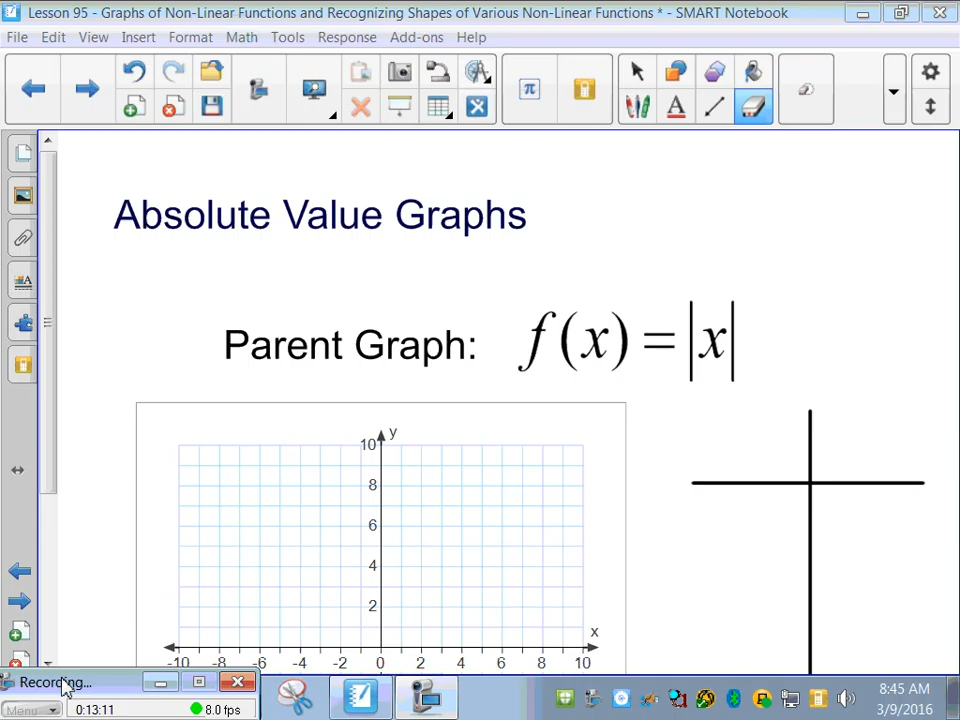 Lesson 95 - Graphs of Non-Linear Functions and Recognizing Shapes of Various Non-Linear Functions * - SMART Notebook
File Edit View Insert Format Math Tools Response Add-ons Help
π
A
Absolute Value Graphs
Parent Graph: f(x) = |x|
y
10
8
6
4
2
x
-10 -8 -6 -4 -2 0 2 4 6 8 10
Recording...
Menu 0:13:11 8.0 fps
8:45 AM
3/9/2016